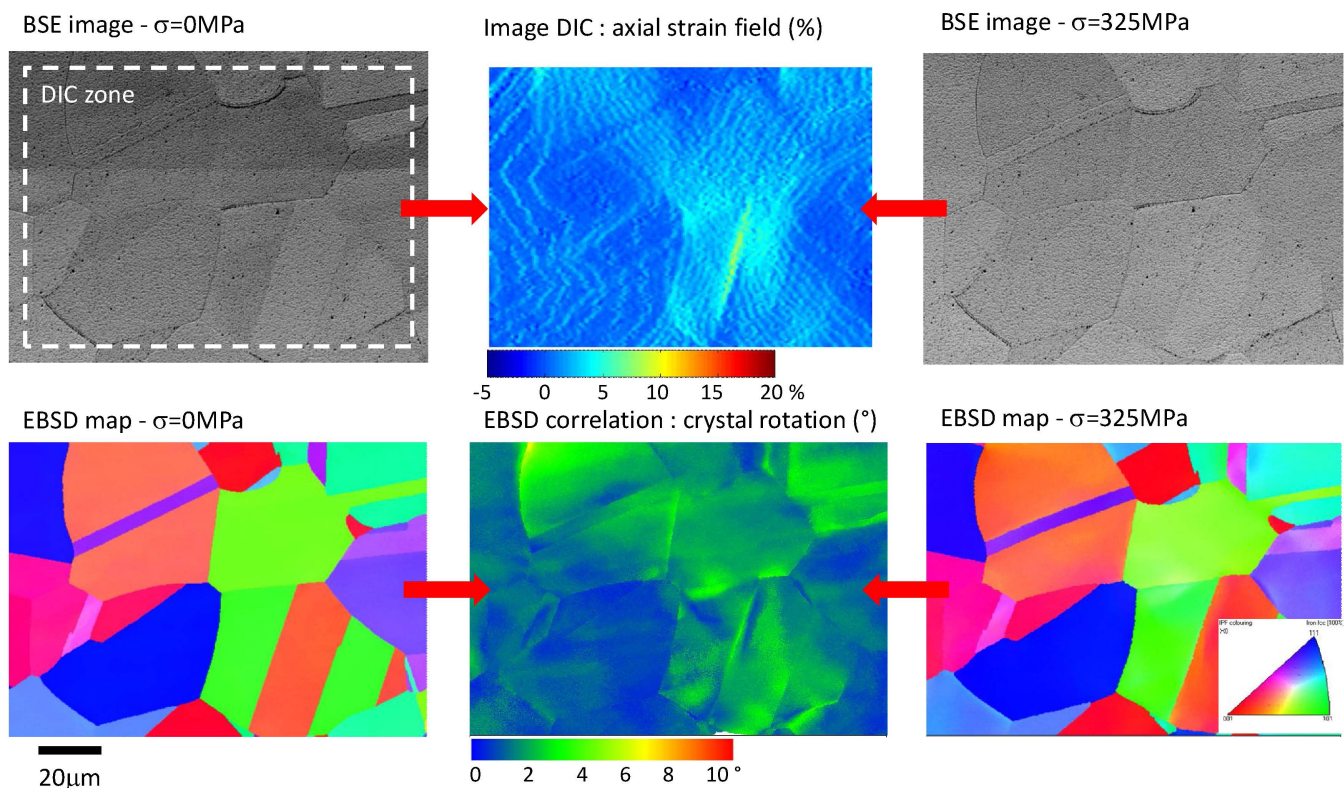 BSE image - σ=0MPa
Image DIC : axial strain field (%)
BSE image - σ=325MPa
DIC zone
-5 0 5 10 15 20 %
EBSD map - σ=0MPa
EBSD correlation : crystal rotation (°)
EBSD map - σ=325MPa
IPF colouring
Iron fcc
111
001
101
0 2 4 6 8 10 °
20μm